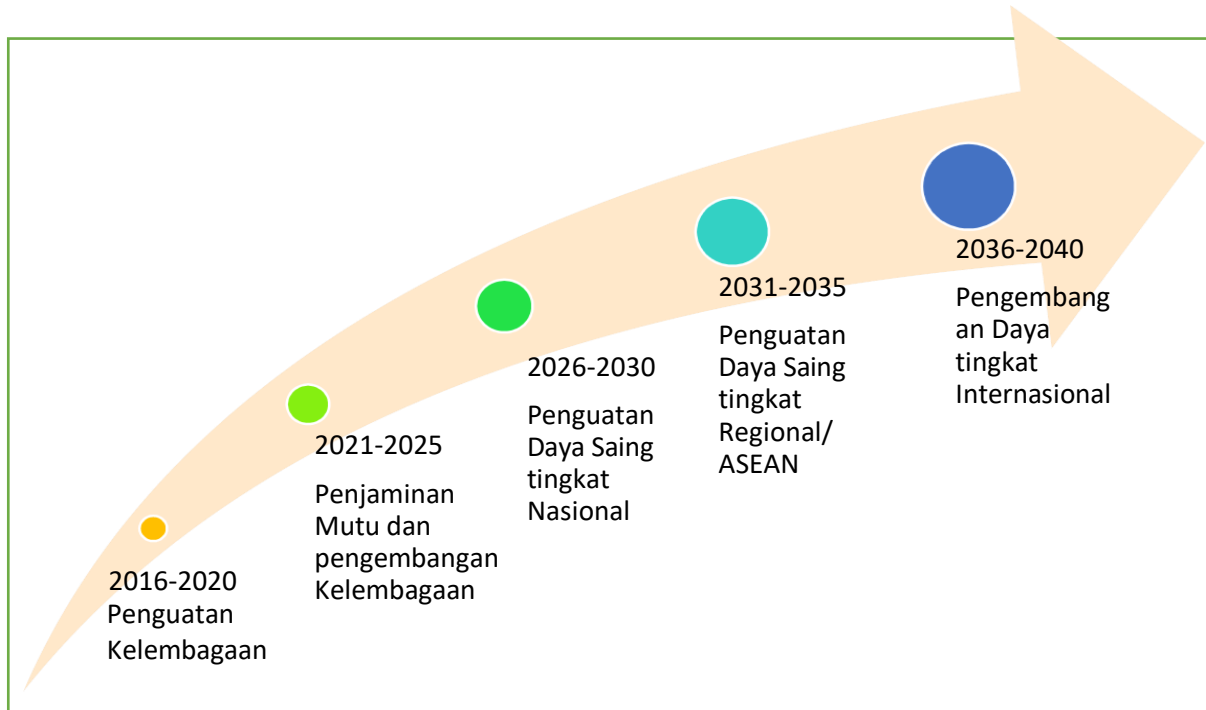 2016-2020
Penguatan
Kelembagaan
2021-2025
Penjaminan
Mutu dan
pengembangan
Kelembagaan
2026-2030
Penguatan
Daya Saing
tingkat
Nasional
2031-2035
Penguatan
Daya Saing
tingkat
Regional/
ASEAN
2036-2040
Pengembang
an Daya
tingkat
Internasional